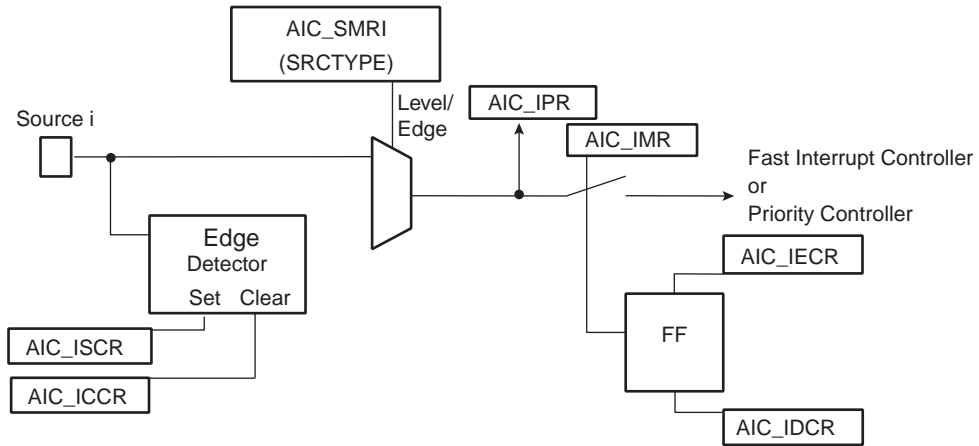 AIC_SMRI
(SRCTYPE)
Level/
Edge
AIC_IPR
Source i
AIC_IMR
Fast Interrupt Controller
or
Priority Controller
Edge
Detector
Set Clear
AIC_IECR
FF
AIC_ISCR
AIC_ICCR
AIC_IDCR